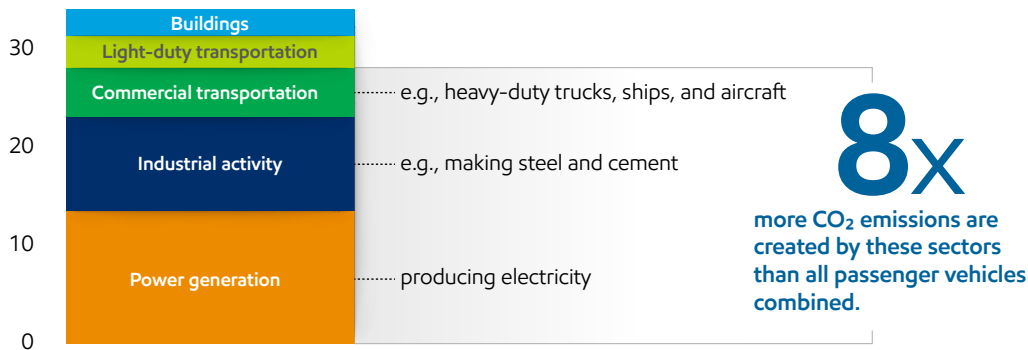 Buildings
30
Light-duty transportation
Commercial transportation
e.g., heavy-duty trucks, ships, and aircraft
20
Industrial activity
e.g., making steel and cement
10
Power generation
producing electricity
0
8x
more CO₂ emissions are
created by these sectors
than all passenger vehicles
combined.